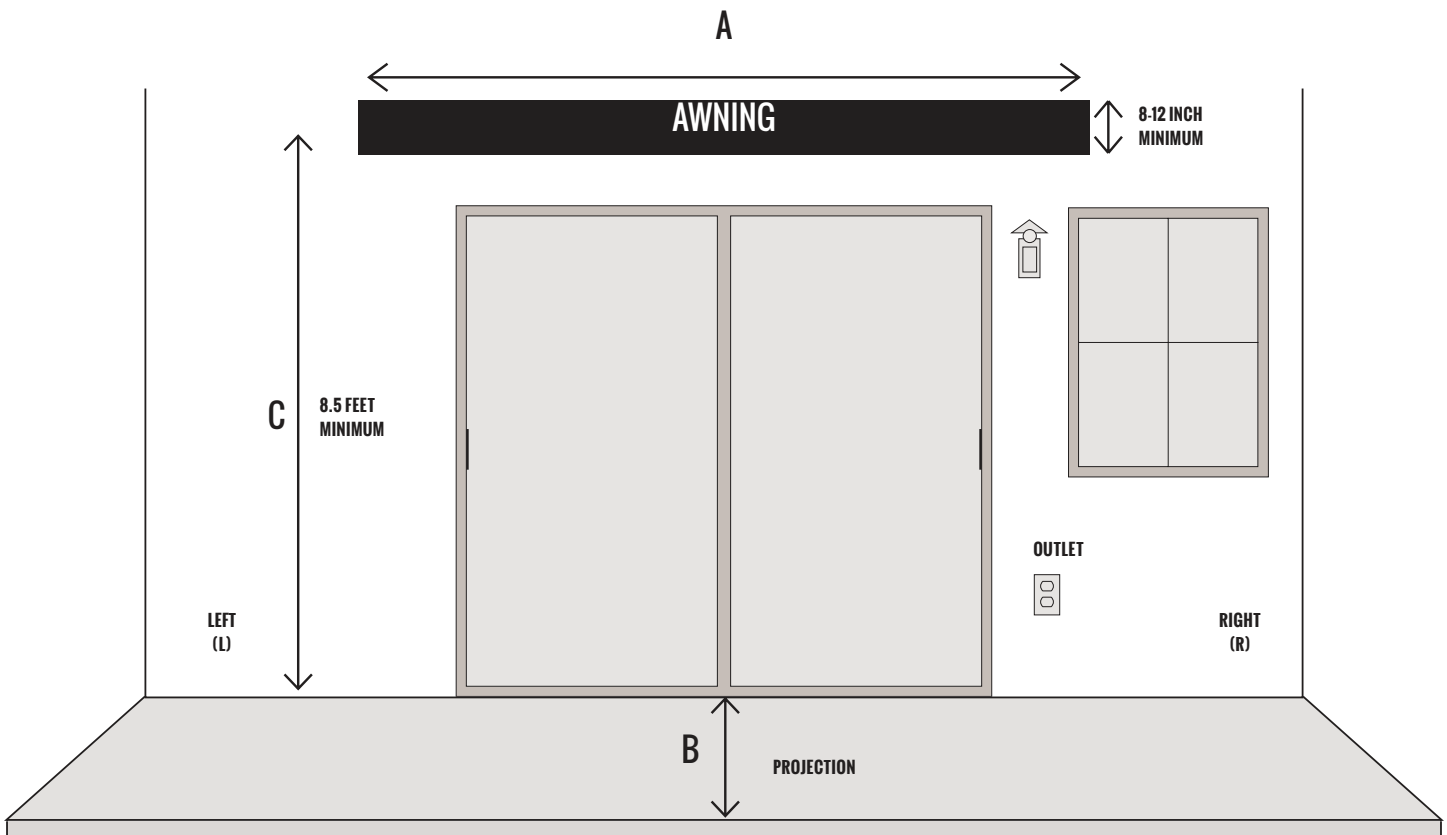 A
AWNING
8-12 INCH
MINIMUM
C
8.5 FEET
MINIMUM
OUTLET
LEFT
(L)
RIGHT
(R)
B
PROJECTION